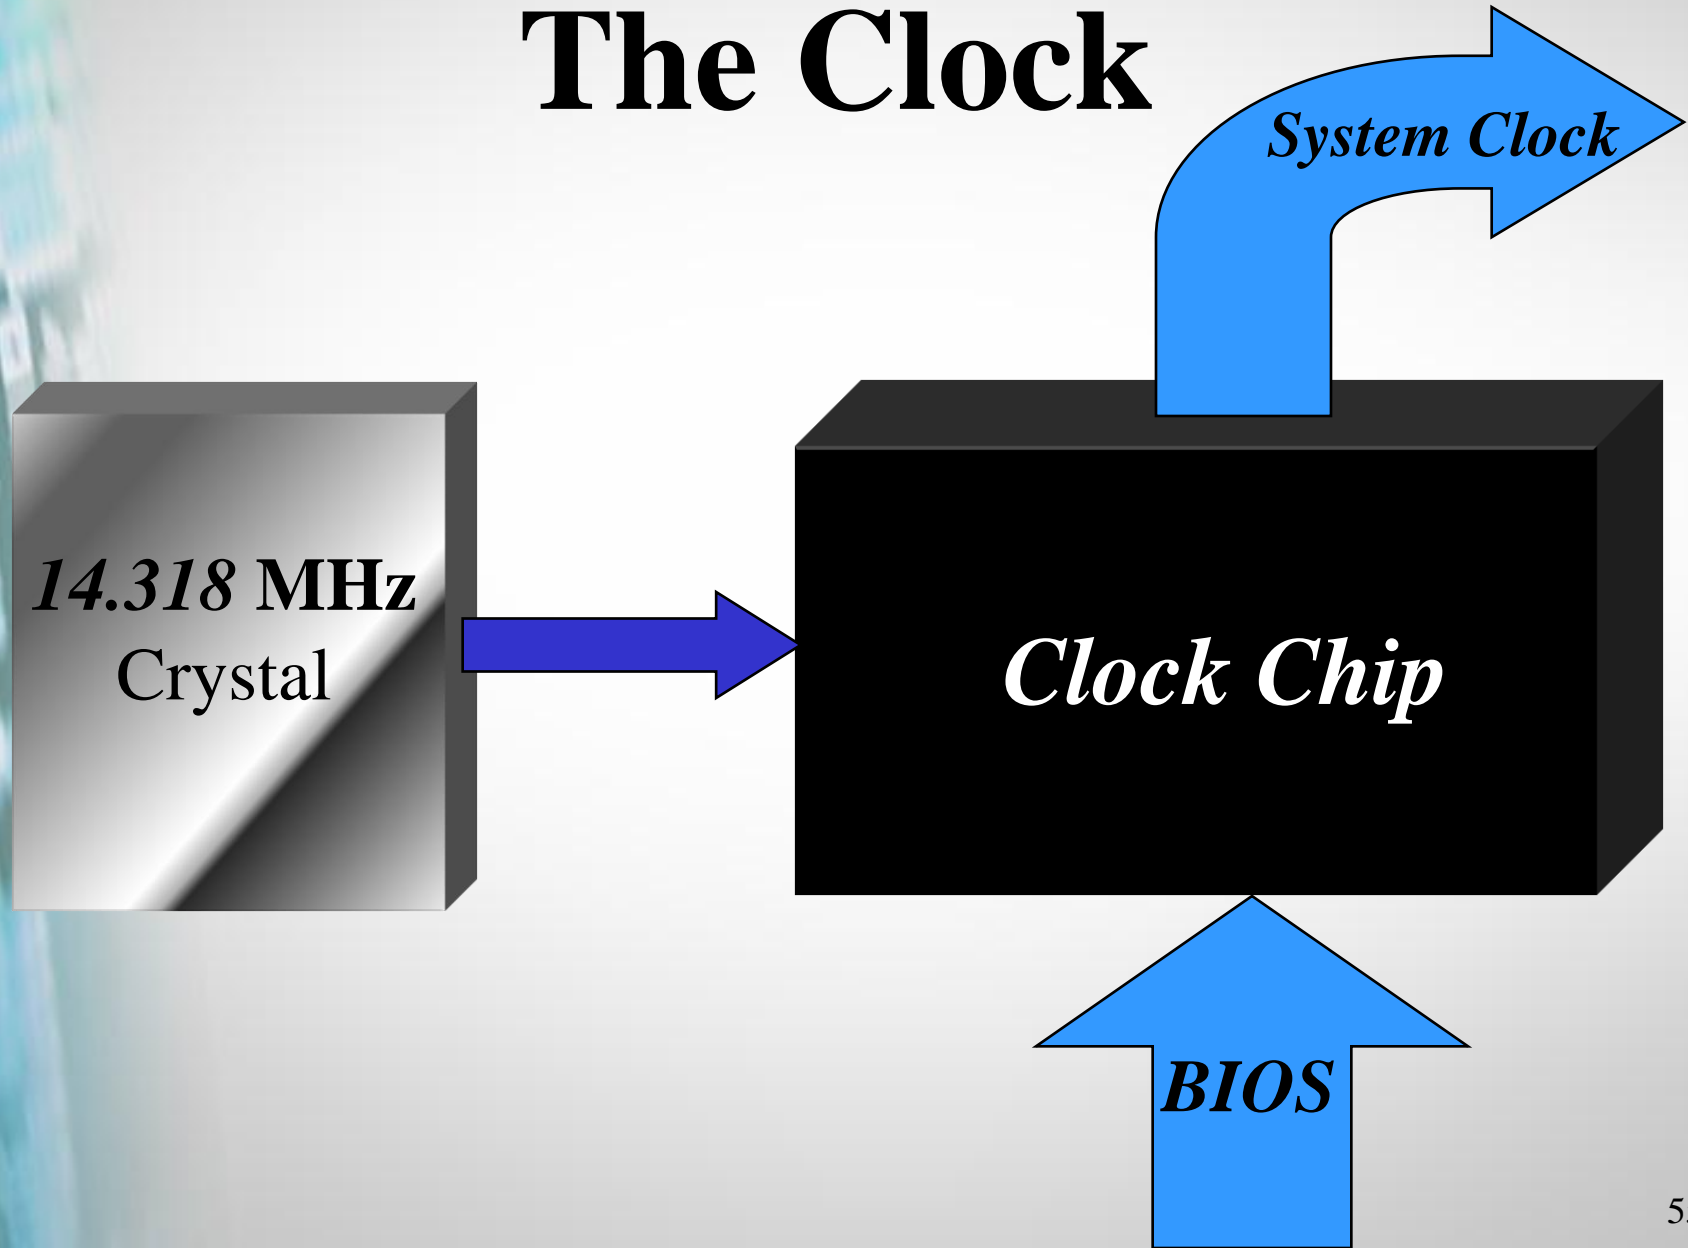 The Clock
System Clock
14.318 MHz
Crystal
Clock Chip
BIOS